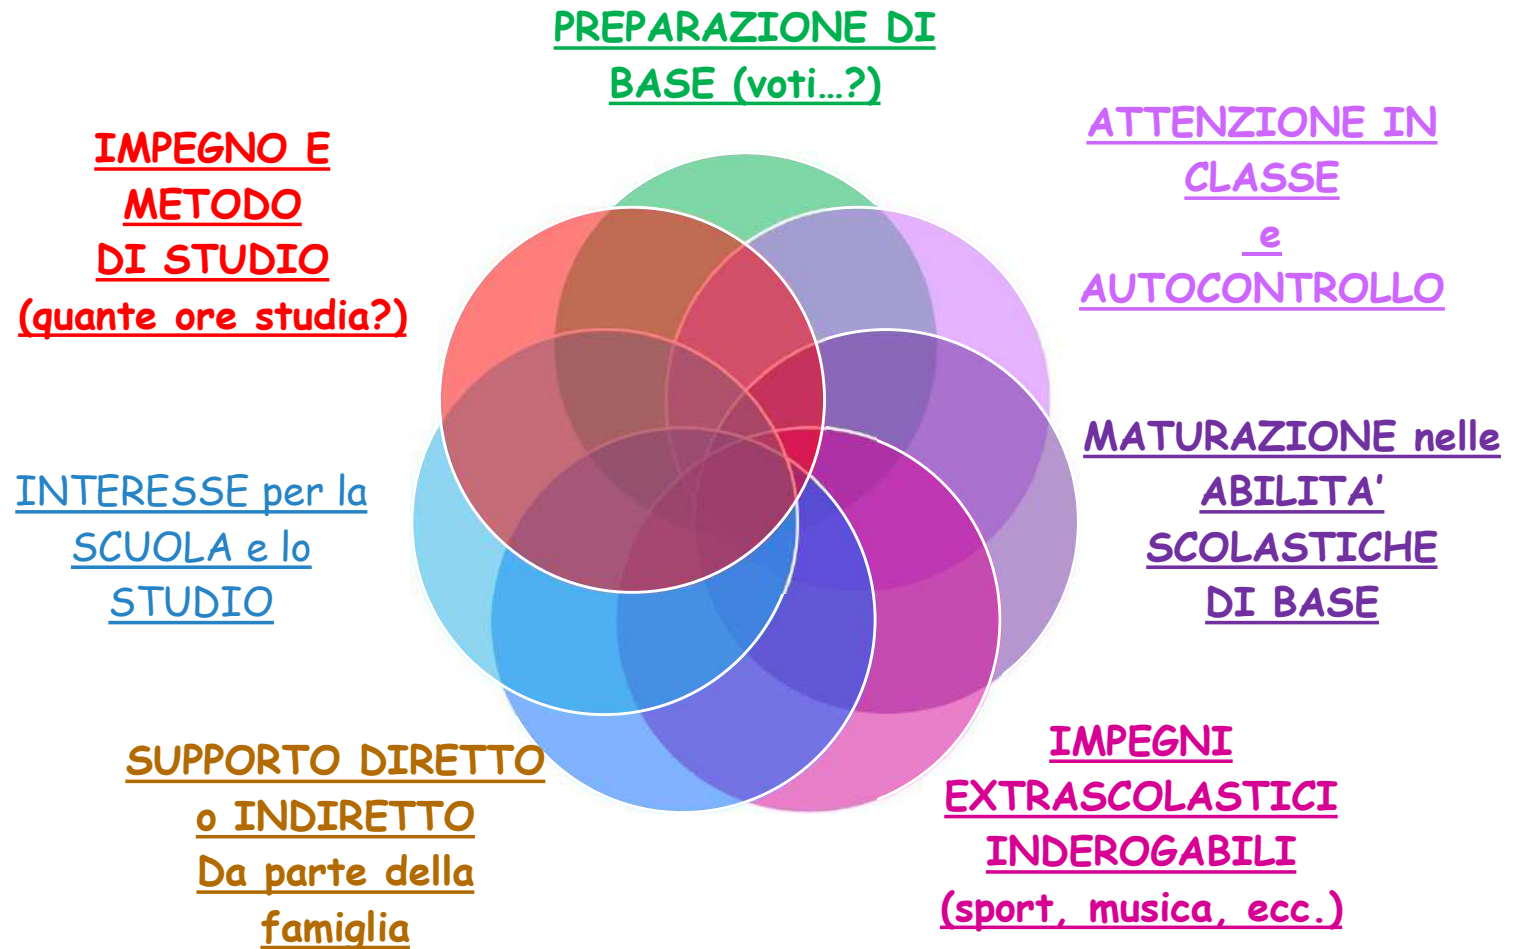 PREPARAZIONE DI
BASE (voti…?)
ATTENZIONE IN
CLASSE
e
AUTOCONTROLLO
MATURAZIONE nelle
ABILITA'
SCOLASTICHE
DI BASE
IMPEGNI
EXTRASCOLASTICI
INDEROGABILI
(sport, musica, ecc.)
SUPPORTO DIRETTO
o INDIRETTO
Da parte della
famiglia
INTERESSE per la
SCUOLA e lo
STUDIO
IMPEGNO E
METODO
DI STUDIO
(quante ore studia?)